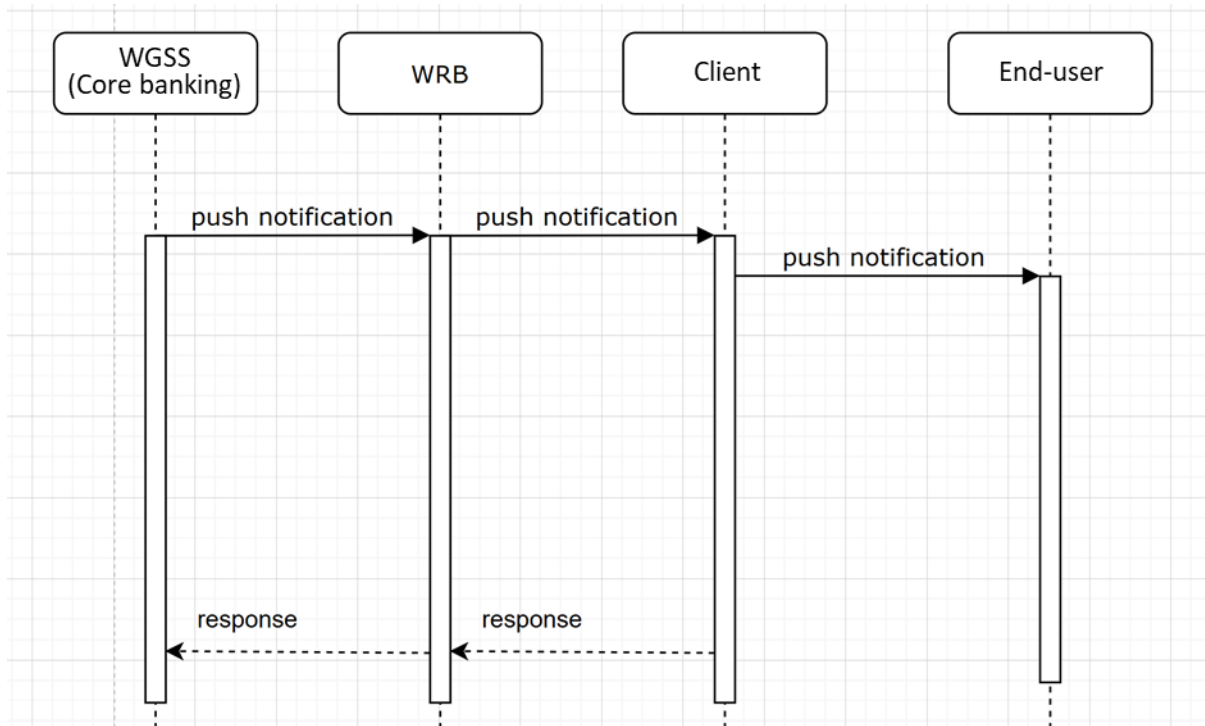 WGSS
(Core banking)
WRB
Client
End-user
push notification
push notification
push notification
response
response